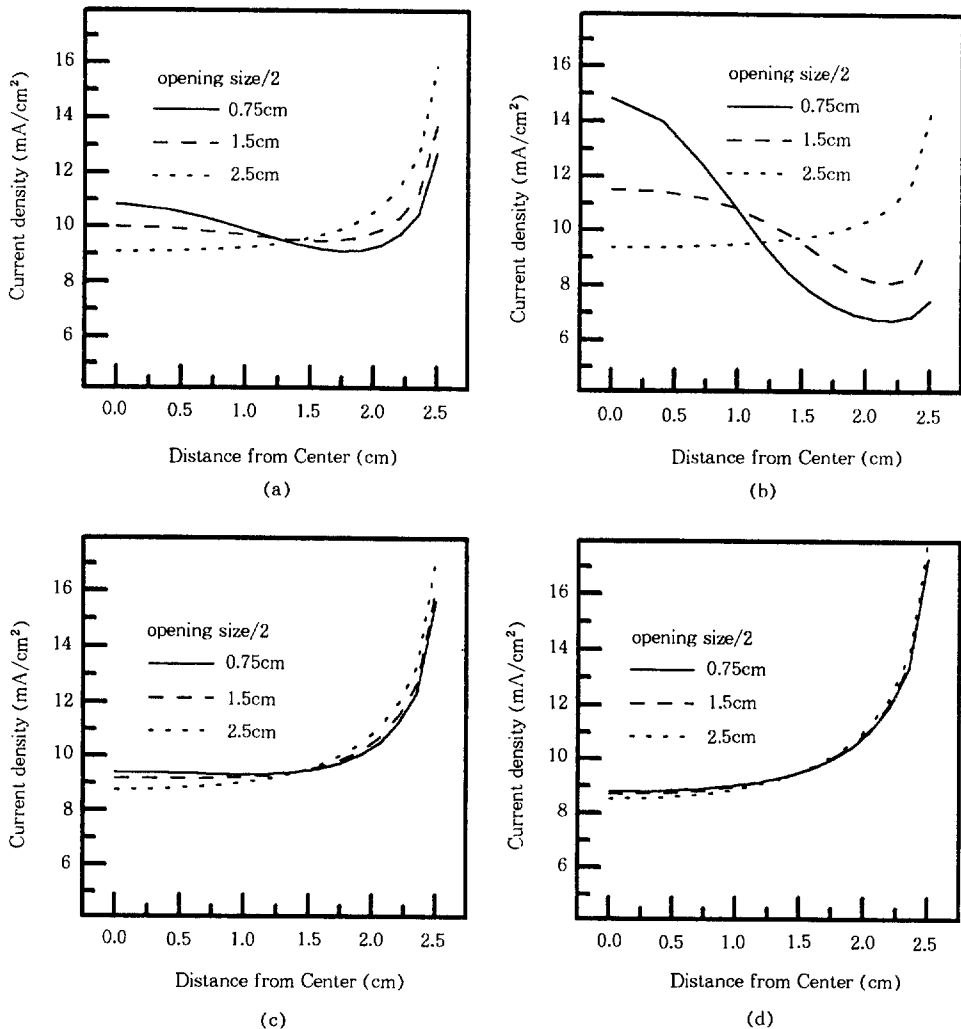 Current density (mA/cm²)
16
14
12
10
8
6
opening size/2
0.75cm
1.5cm
2.5cm
0.0 0.5 1.0 1.5 2.0 2.5
Distance from Center (cm)
(a)
Current density (mA/cm²)
16
14
12
10
8
6
opening size/2
0.75cm
1.5cm
2.5cm
0.0 0.5 1.0 1.5 2.0 2.5
Distance from Center (cm)
(b)
Current density (mA/cm²)
16
14
12
10
8
6
opening size/2
0.75cm
1.5cm
2.5cm
0.0 0.5 1.0 1.5 2.0 2.5
Distance from Center (cm)
(c)
Current density (mA/cm²)
16
14
12
10
8
6
opening size/2
0.75cm
1.5cm
2.5cm
0.0 0.5 1.0 1.5 2.0 2.5
Distance from Center (cm)
(d)